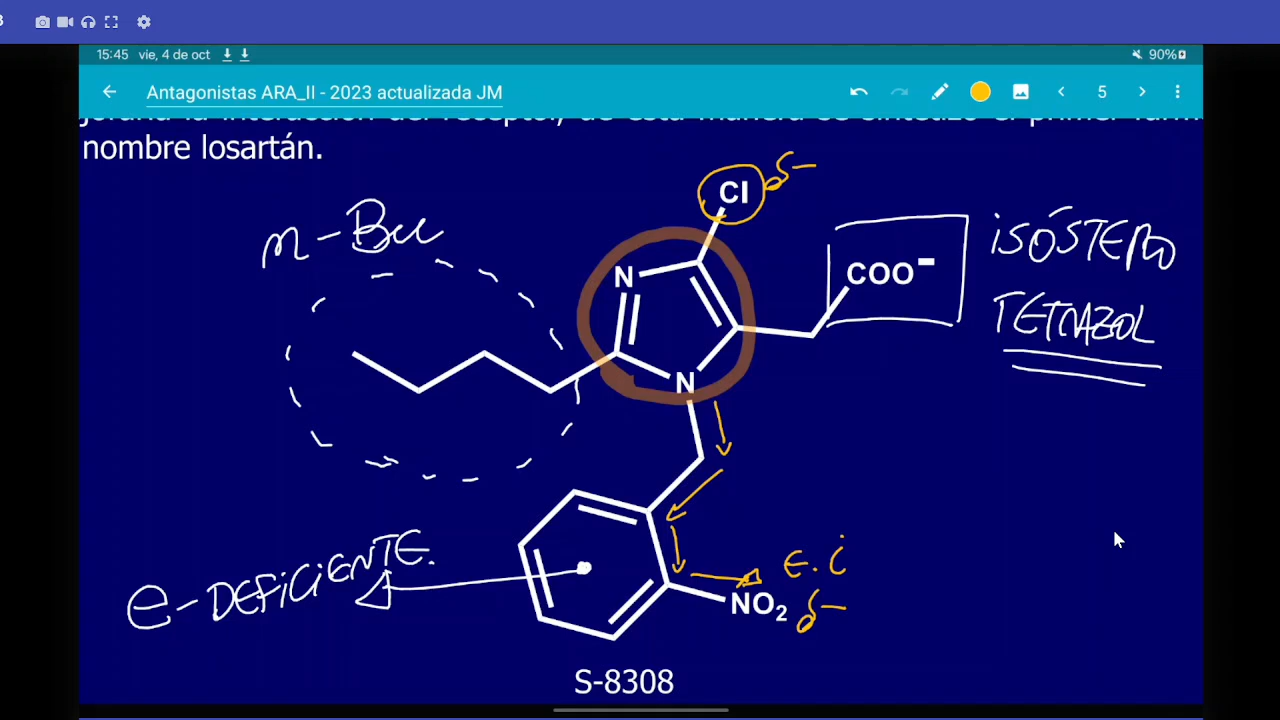 15:45 vie, 4 de oct
90%
Antagonistas ARA_II - 2023 actualizada JM
5
nombre losartán.
Cl
δ-
n-Bu
N
COO-
ISÓSTERO
TETRAZOL
N
e-DEFICIENTE.
E.i
NO2
δ-
S-8308